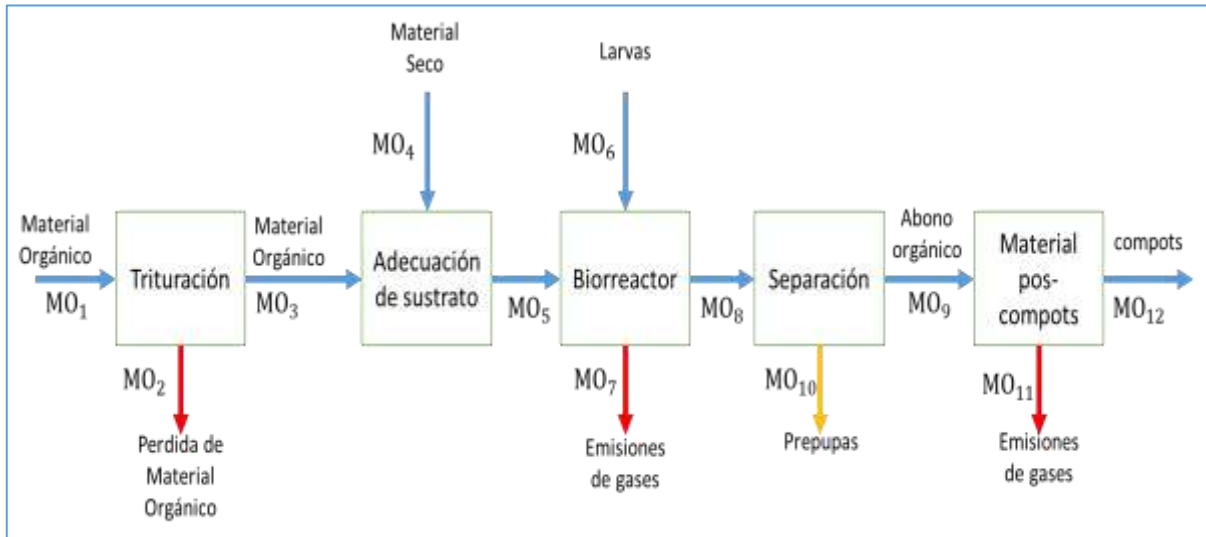 Material
Seco
Larvas
MO₄
MO₆
Material
Orgánico
MO₁
Trituración
Material
Orgánico
MO₃
Adecuación
de sustrato
MO₅
Biorreactor
MO₈
Separación
Abono
orgánico
MO₉
Material
pos-
compots
compots
MO₁₂
MO₂
Perdida de
Material
Orgánico
MO₇
Emisiones
de gases
MO₁₀
Prepupas
MO₁₁
Emisiones
de gases